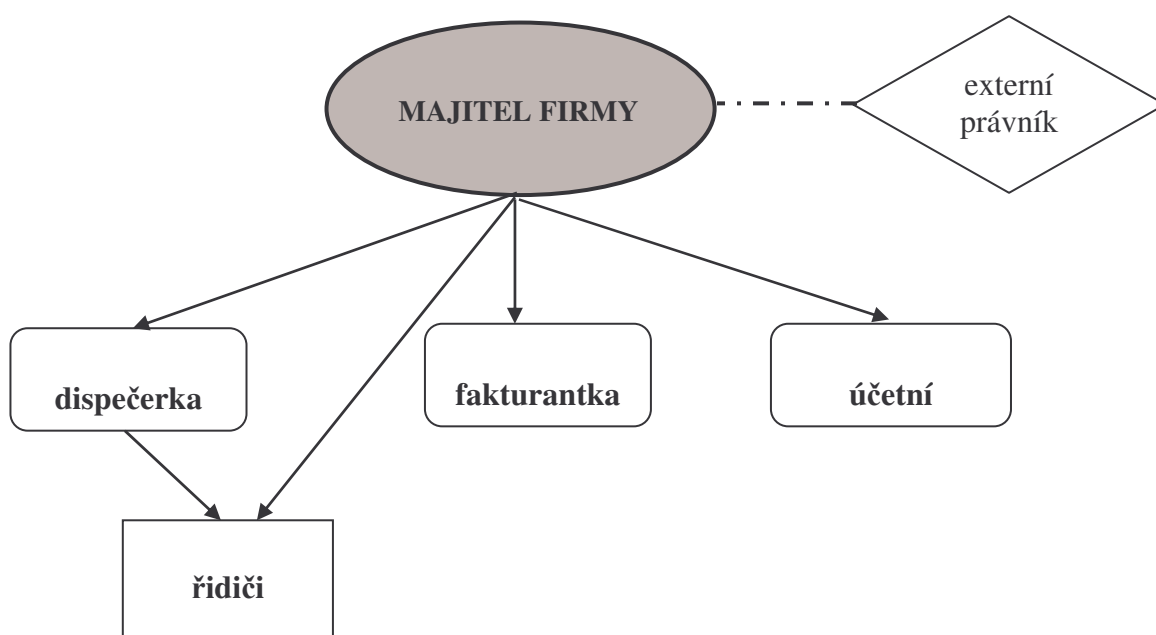 MAJITEL FIRMY
externí
právník
dispečerka
fakturantka
účetní
řidiči